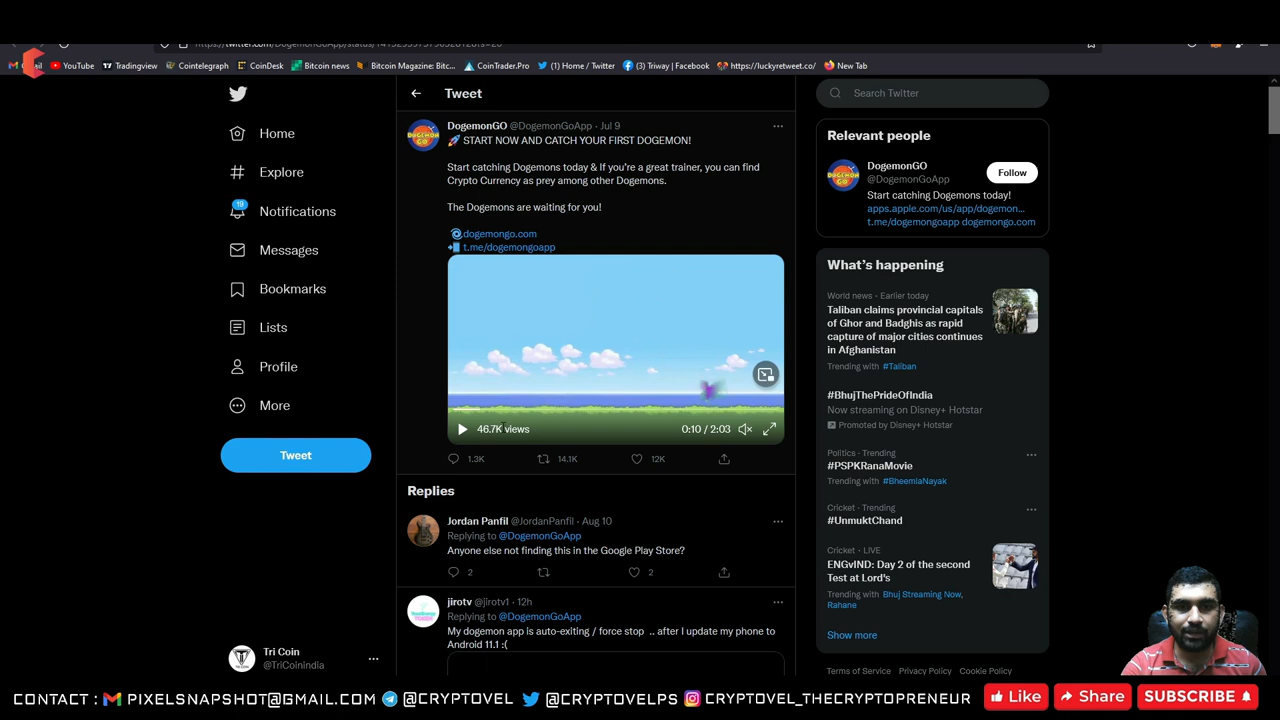 Gmail
YouTube
Tradingview
Cointelegraph
CoinDesk
Bitcoin news
Bitcoin Magazine: Bitc...
CoinTrader.Pro
(1) Home / Twitter
(3) Triway | Facebook
https://luckyretweet.co/
New Tab
Home
Explore
19
Notifications
Messages
Bookmarks
Lists
Profile
More
Tweet
Tri Coin
@TriCoinindia
Tweet
DogemonGO @DogemonGoApp · Jul 9
🚀 START NOW AND CATCH YOUR FIRST DOGEMON!
Start catching Dogemons today & If you're a great trainer, you can find
Crypto Currency as prey among other Dogemons.
The Dogemons are waiting for you!
dogemongo.com
t.me/dogemongoapp
46.7K views
0:10 / 2:03
1.3K
14.1K
12K
Replies
Jordan Panfil @JordanPanfil · Aug 10
Replying to @DogemonGoApp
Anyone else not finding this in the Google Play Store?
2
2
jirotv @jirotv1 · 12h
Replying to @DogemonGoApp
My dogemon app is auto-exiting / force stop .. after I update my phone to
Android 11.1 :(
Search Twitter
Relevant people
DogemonGO
@DogemonGoApp
Follow
Start catching Dogemons today!
apps.apple.com/us/app/dogemon...
t.me/dogemongoapp dogemongo.com
What's happening
World news · Earlier today
Taliban claims provincial capitals
of Ghor and Badghis as rapid
capture of major cities continues
in Afghanistan
Trending with #Taliban
#BhujThePrideOfIndia
Now streaming on Disney+ Hotstar
Promoted by Disney+ Hotstar
Politics · Trending
#PSPKRanaMovie
Trending with #BheemlaNayak
Cricket · Trending
#UnmuktChand
Cricket · LIVE
ENGvIND: Day 2 of the second
Test at Lord's
Trending with Bhuj Streaming Now,
Rahane
Show more
Terms of Service Privacy Policy Cookie Policy
CONTACT : PIXELSNAPSHOT@GMAIL.COM @CRYPTOVEL @CRYPTOVELPS CRYPTOVEL_THECRYPTOPRENEUR Like Share SUBSCRIBE